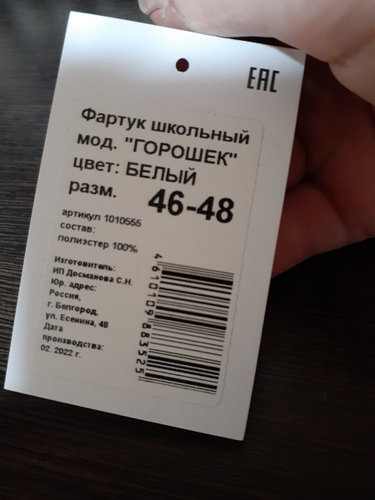 EAC
Фартук школьный
мод. "ГОРОШЕК"
цвет: БЕЛЫЙ
разм. 46-48
артикул 1010555
состав:
полиэстер 100%
Изготовитель:
ИП Досманова С.Н.
Юр. адрес:
Россия,
г. Белгород,
ул. Есенина, 48
Дата
производства:
02. 2022 г.
4610109883525